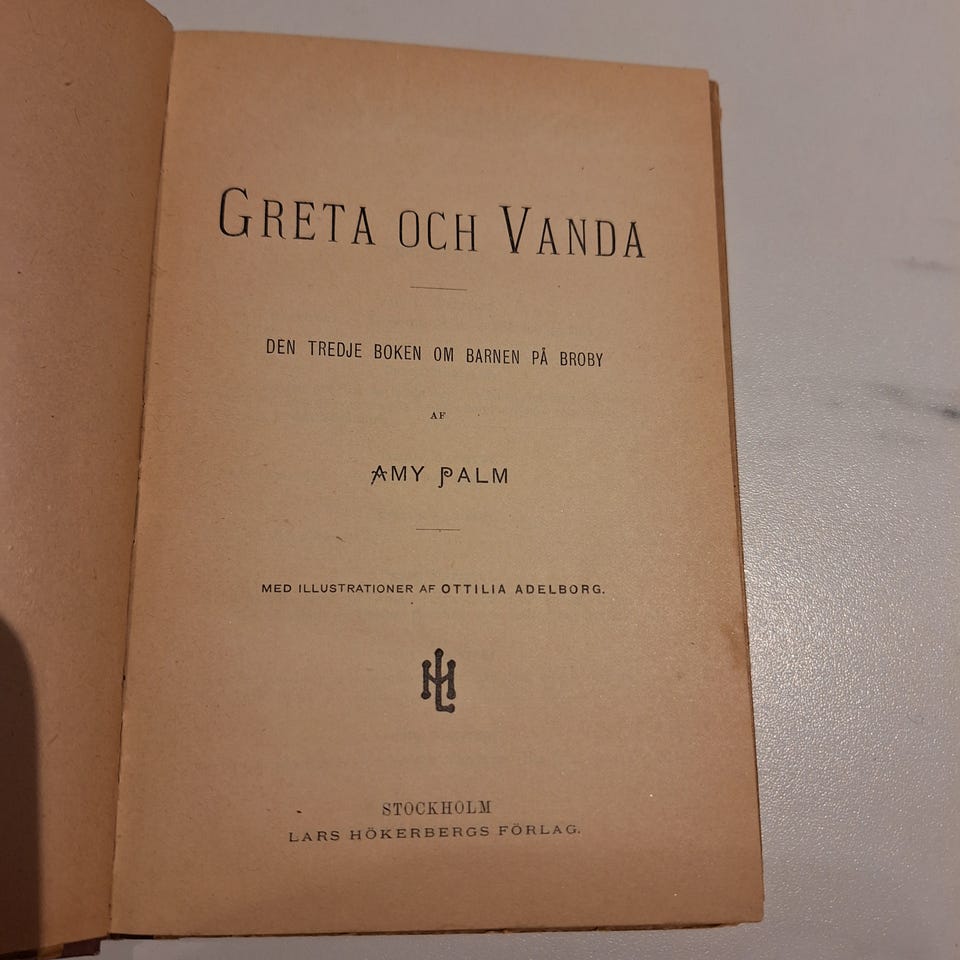 GRETA OCH VANDA
DEN TREDJE BOKEN OM BARNEN PÅ BROBY
AF
AMY PALM
MED ILLUSTRATIONER AF OTTILIA ADELBORG.
LH
STOCKHOLM
LARS HÖKERBERGS FÖRLAG.